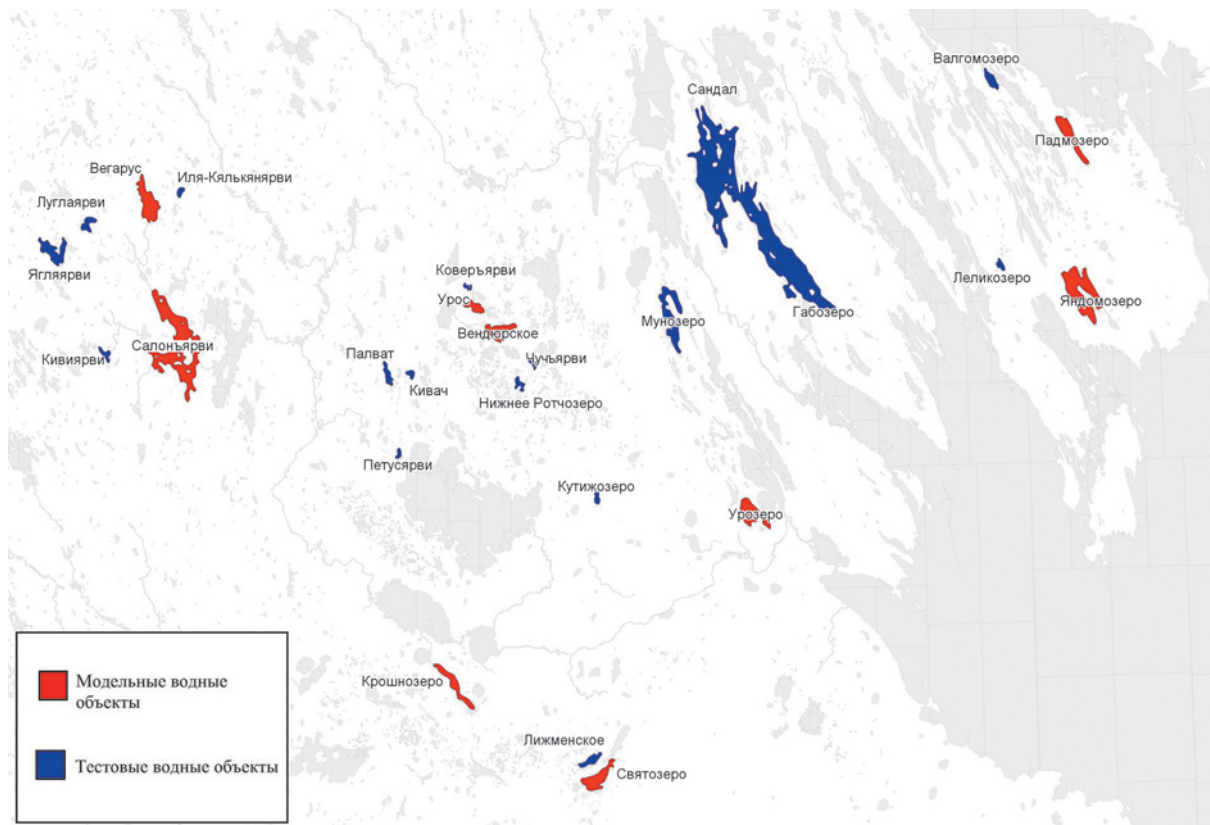 Валгомозеро
Сандал
Падмозеро
Вегарус
Иля-Кялькянярви
Луглаярви
Ягляярви
Коверъярви
Леликозеро
Урос
Яндомозеро
Габозеро
Мунозеро
Вендюрское
Салонъярви
Кивиярви
Палват
Чучъярви
Кивач
Нижнее Ротчозеро
Петусярви
Кутижозеро
Урозеро
Крошнозеро
Лижменское
Святозеро
Модельные водные
объекты
Тестовые водные объекты